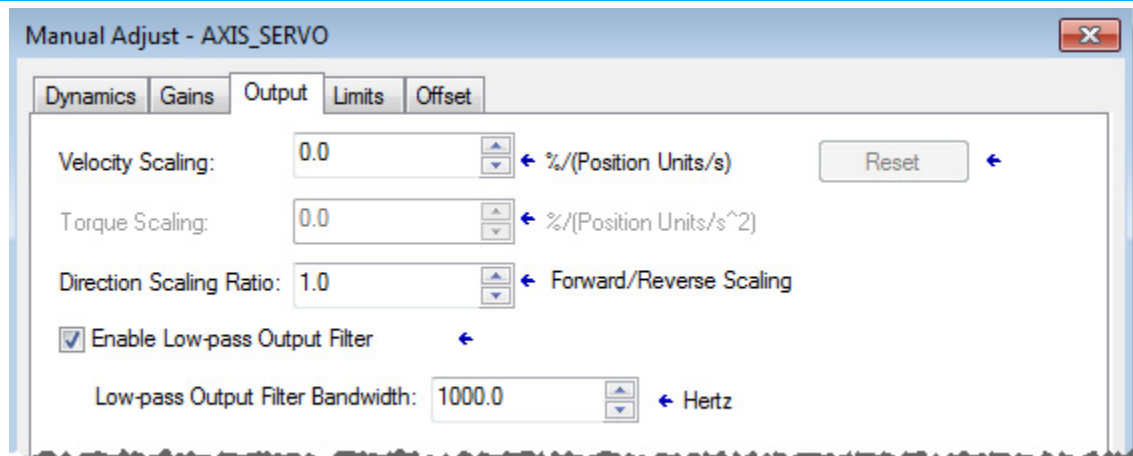 Manual Adjust - AXIS_SERVO
Dynamics Gains Output Limits Offset
Velocity Scaling: 0.0 %/(Position Units/s) Reset
Torque Scaling: 0.0 %/(Position Units/s^2)
Direction Scaling Ratio: 1.0 Forward/Reverse Scaling
Enable Low-pass Output Filter
Low-pass Output Filter Bandwidth: 1000.0 Hertz